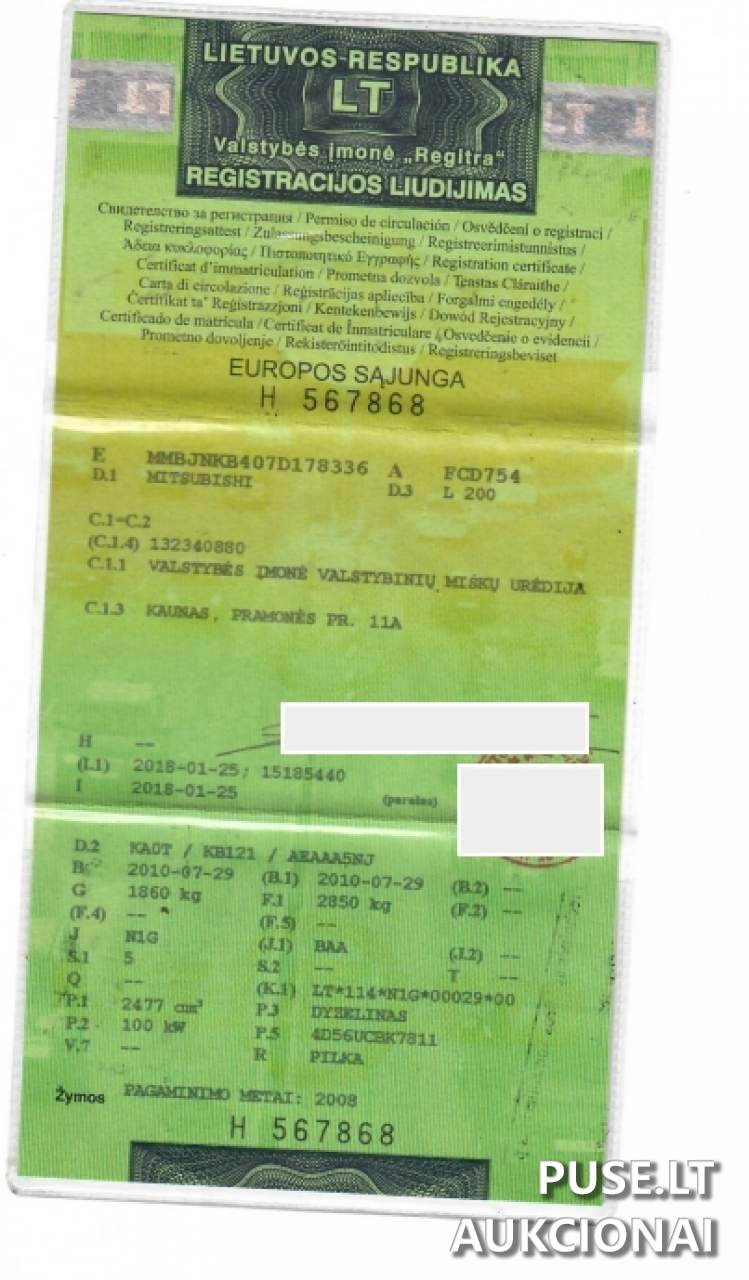 LIETUVOS RESPUBLIKA
LT
LT
LT
Valstybės įmonė „Regitra“
REGISTRACIJOS LIUDIJIMAS
Свидетелство за регистрация / Permiso de circulación / Osvědčení o registraci /
Registreringsattest / Zulassungsbescheinigung / Registreerimistunnistus /
Άδεια κυκλοφορίας / Πιστοποιητικό Εγγραφής / Registration certificate /
Certificat d'immatriculation / Prometna dozvola / Teastas Cláraithe /
Carta di circolazione / Reģistrācijas apliecība / Forgalmi engedély /
Ċertifikat ta' Reġistrazzjoni / Kentekenbewijs / Dowód Rejestracyjny /
Certificado de matrícula / Certificat de Înmatriculare / Osvedčenie o evidencii /
Prometno dovoljenje / Rekisteröintitodistus / Registreringsbeviset
EUROPOS SĄJUNGA
H 567868
E MMBJNKB407D178336 A FCD754
D.1 MITSUBISHI D.3 L 200
C.1-C.2
(C.1.4) 132340880
C.1.1 VALSTYBĖS ĮMONĖ VALSTYBINIŲ MIŠKŲ URĖDIJA
C.1.3 KAUNAS, PRAMONĖS PR. 11A
H --
(I.1) 2018-01-25; 15185440
I 2018-01-25 (parašas)
D.2 KA0T / KB121 / AEAAA5NJ
B 2010-07-29 (B.1) 2010-07-29 (B.2) --
G 1860 kg F.1 2850 kg (F.2) --
(F.4) -- (F.5) --
J N1G (J.1) BAA (J.2) --
S.1 5 S.2 -- T --
Q -- (K.1) LT*114*N1G*00029*00
P.1 2477 cm³ P.3 DYZELINAS
P.2 100 kW P.5 4D56UCBK7811
V.7 -- R PILKA
Žymos PAGAMINIMO METAI: 2008
H 567868
PUSE.LT
AUKCIONAI